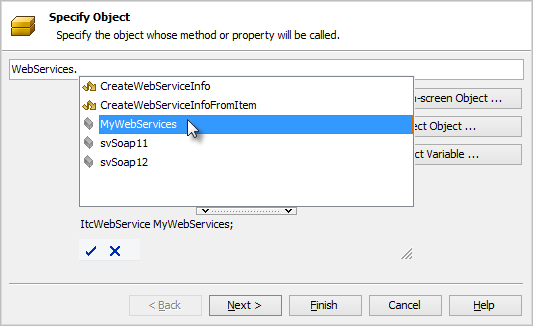 Specify Object
Specify the object whose method or property will be called.
WebServices.
CreateWebServiceInfo
CreateWebServiceInfoFromItem
MyWebServices
svSoap11
svSoap12
n-screen Object ...
ect Object ...
ct Variable ...
ItcWebService MyWebServices;
< Back
Next >
Finish
Cancel
Help